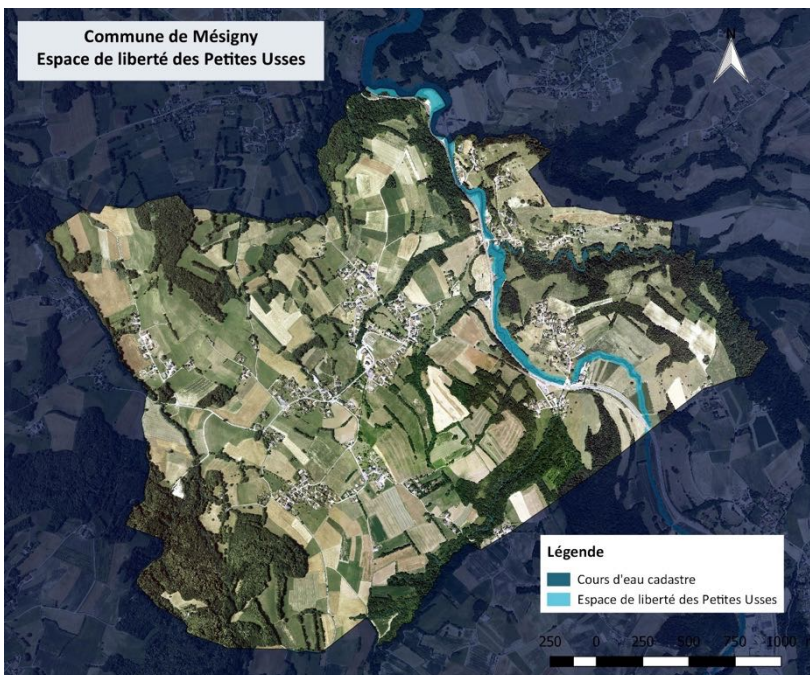 Commune de Mésigny
Espace de liberté des Petites Usses
N
Légende
Cours d'eau cadastre
Espace de liberté des Petites Usses
250 0 250 500 750 1000